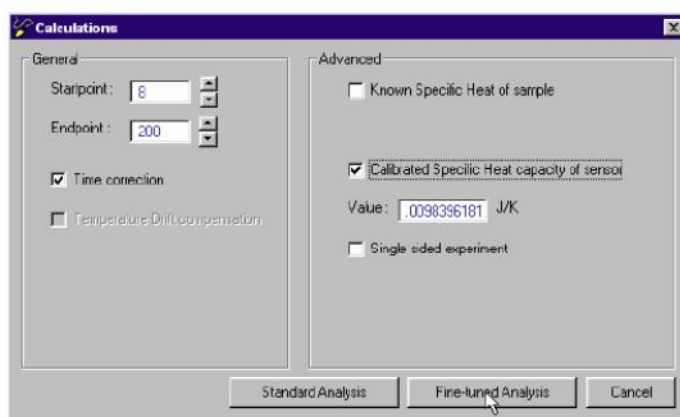 Calculations
General
Startpoint : 8
Endpoint : 200
Time correction
Temperature Drift compensation
Advanced
Known Specific Heat of sample
Calibrated Specific Heat capacity of sensor
Value : .0098396181 J/K
Single sided experiment
Standard Analysis Fine-tuned Analysis Cancel